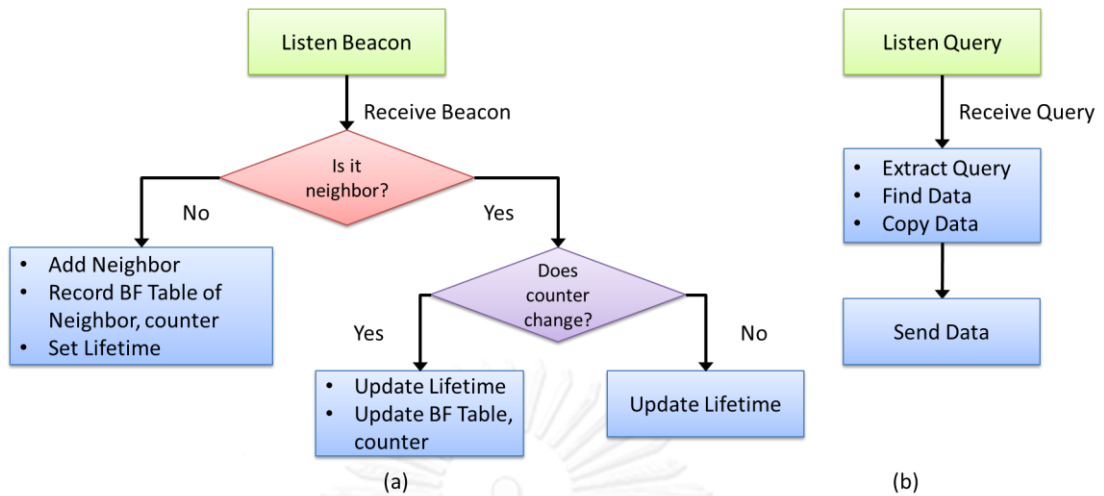 Listen Beacon
Receive Beacon
Is it
neighbor?
No
Yes
• Add Neighbor
• Record BF Table of
Neighbor, counter
• Set Lifetime
Does
counter
change?
Yes
No
• Update Lifetime
• Update BF Table,
counter
Update Lifetime
(a)
Listen Query
Receive Query
• Extract Query
• Find Data
• Copy Data
Send Data
(b)